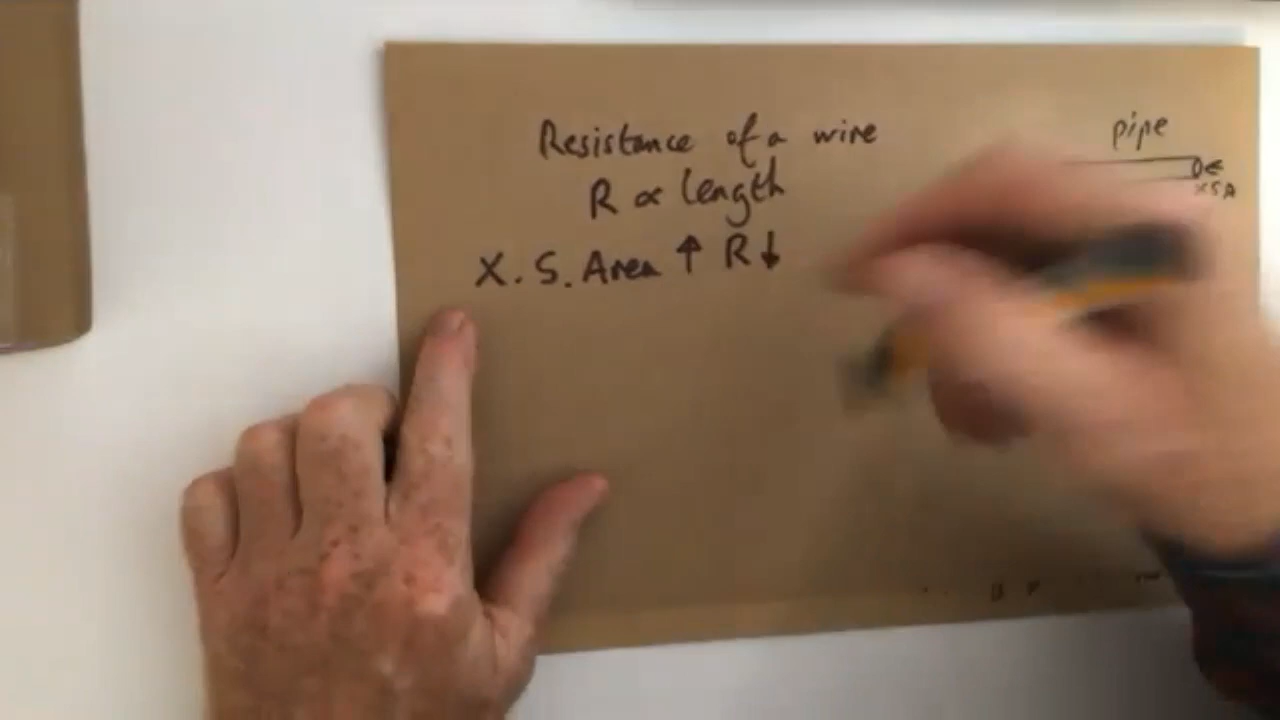 Resistance of a wire
R ∝ length
X.S. Area ↑ R↓
pipe
XSA